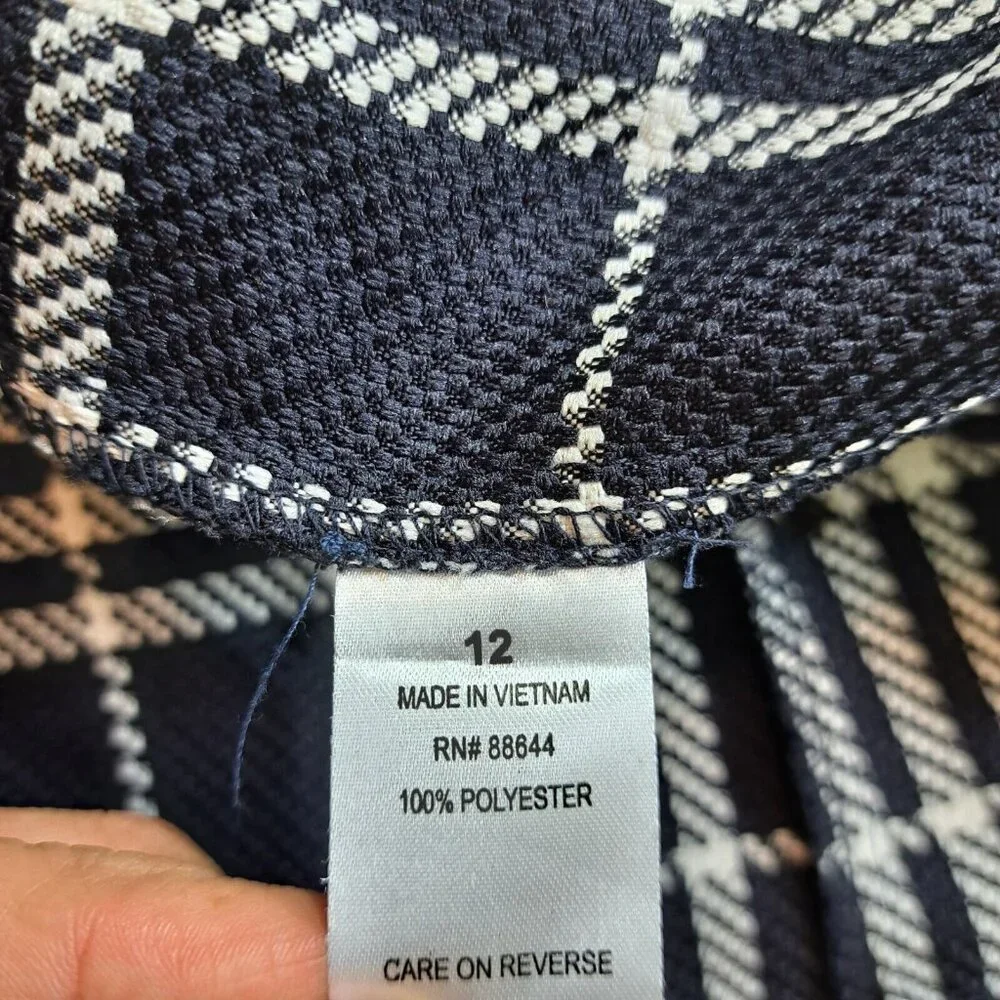 12
MADE IN VIETNAM
RN# 88644
100% POLYESTER
CARE ON REVERSE